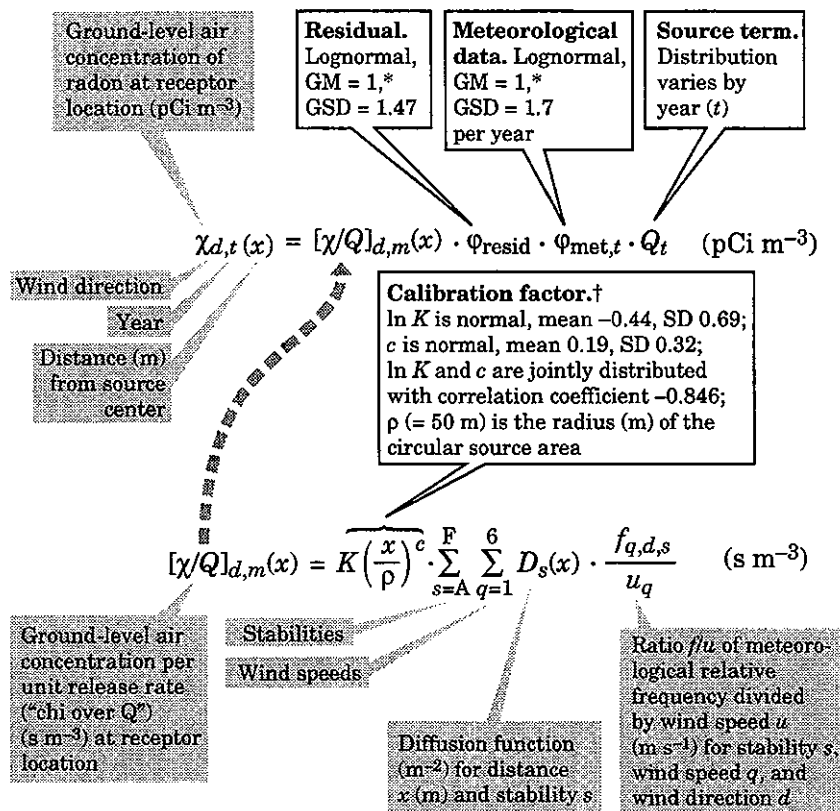 Ground-level air
concentration of
radon at receptor
location (pCi m⁻³)
Residual.
Lognormal,
GM = 1,*
GSD = 1.47
Meteorological
data. Lognormal,
GM = 1,*
GSD = 1.7
per year
Source term.
Distribution
varies by
year (t)
χd,t (x) = [χ/Q]d,m(x) · φresid · φmet,t · Qt (pCi m⁻³)
Wind direction
Year
Distance (m)
from source
center
Calibration factor.†
ln K is normal, mean –0.44, SD 0.69;
c is normal, mean 0.19, SD 0.32;
ln K and c are jointly distributed
with correlation coefficient –0.846;
ρ (= 50 m) is the radius (m) of the
circular source area
[χ/Q]d,m(x) = K(x/ρ)^c · ∑(s=A to F) ∑(q=1 to 6) Ds(x) · fq,d,s/uq (s m⁻³)
Ground-level air
concentration per
unit release rate
("chi over Q")
(s m⁻³) at receptor
location
Stabilities
Wind speeds
Diffusion function
(m⁻²) for distance
x (m) and stability s
Ratio f/u of meteoro-
logical relative
frequency divided
by wind speed u
(m s⁻¹) for stability s,
wind speed q, and
wind direction d